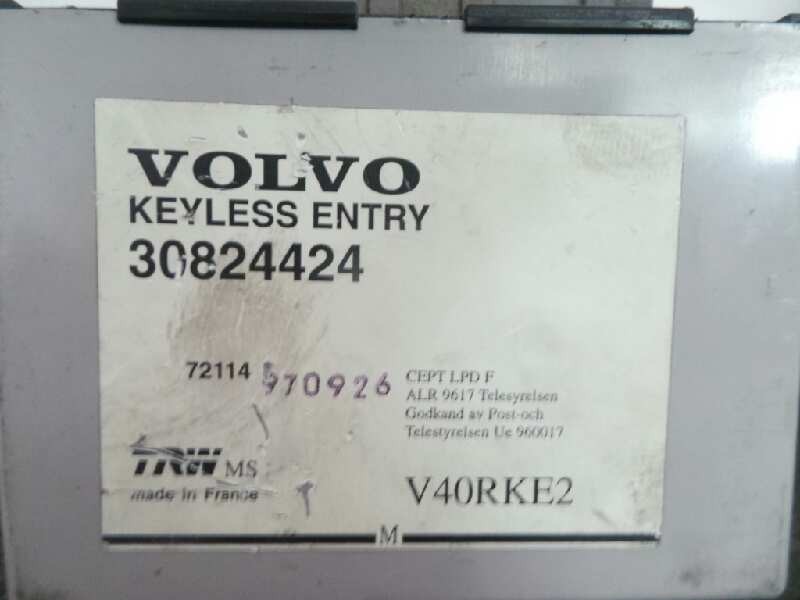 VOLVO
KEYLESS ENTRY
30824424
72114 970926
CEPT LPD F
ALR 9617 Telesyrelsen
Godkand av Post-och
Telestyrelsen Ue 960017
TRW MS
made in France
V40RKE2
M